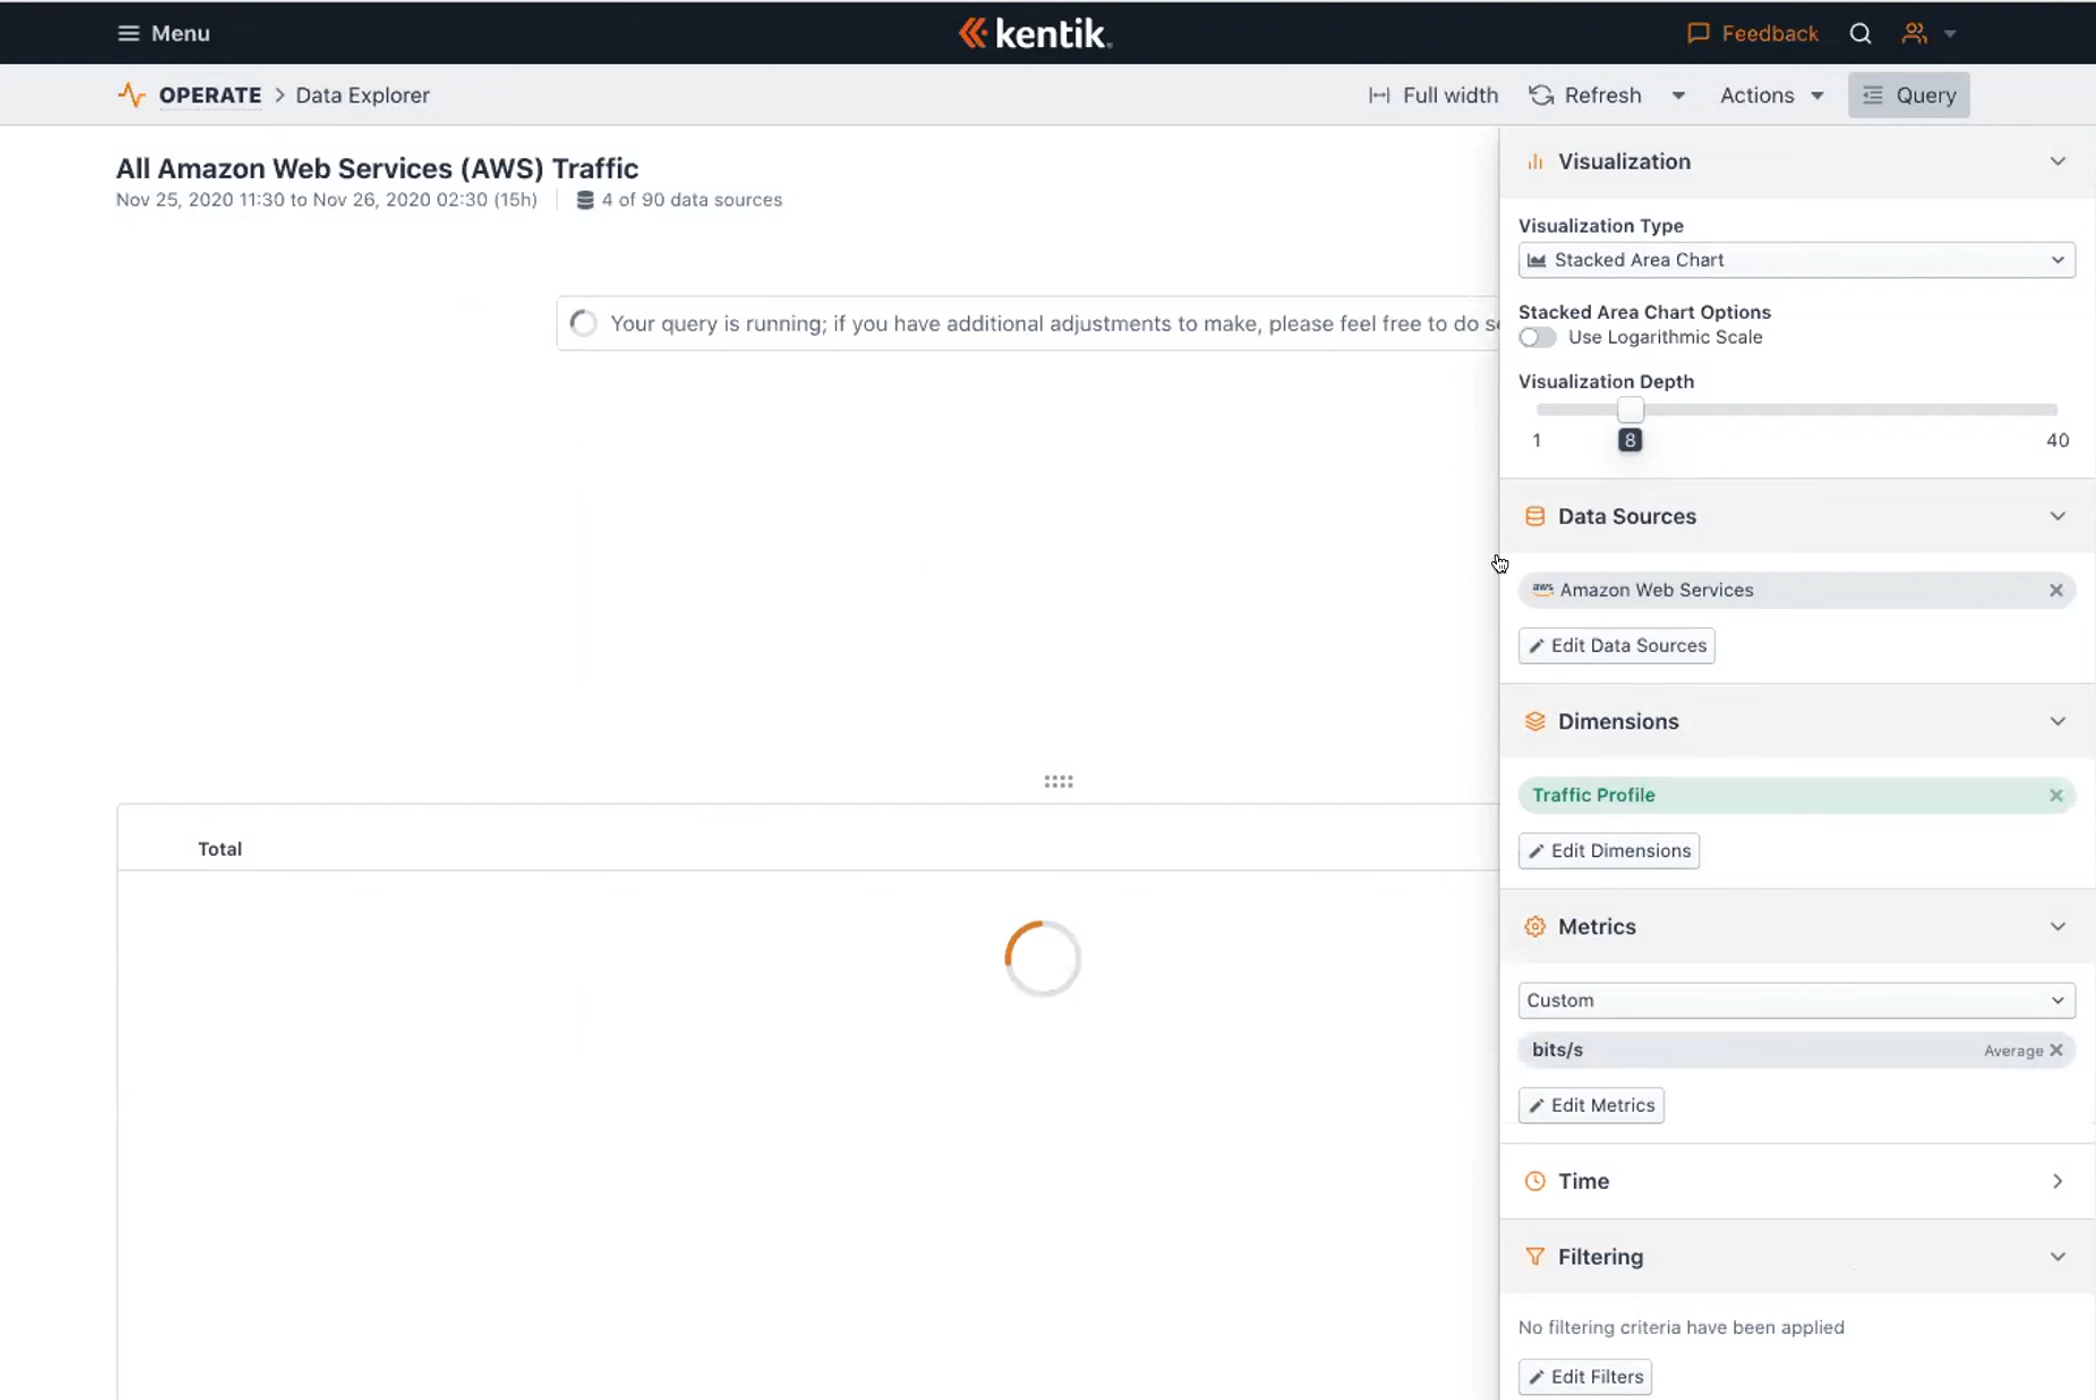 Menu
kentik
Feedback
OPERATE > Data Explorer
Full width
Refresh
Actions
Query
All Amazon Web Services (AWS) Traffic
Nov 25, 2020 11:30 to Nov 26, 2020 02:30 (15h)
4 of 90 data sources
Your query is running; if you have additional adjustments to make, please feel free to do
Total
Visualization
Visualization Type
Stacked Area Chart
Stacked Area Chart Options
Use Logarithmic Scale
Visualization Depth
1
8
40
Data Sources
aws Amazon Web Services
Edit Data Sources
Dimensions
Traffic Profile
Edit Dimensions
Metrics
Custom
bits/s Average
Edit Metrics
Time
Filtering
No filtering criteria have been applied
Edit Filters